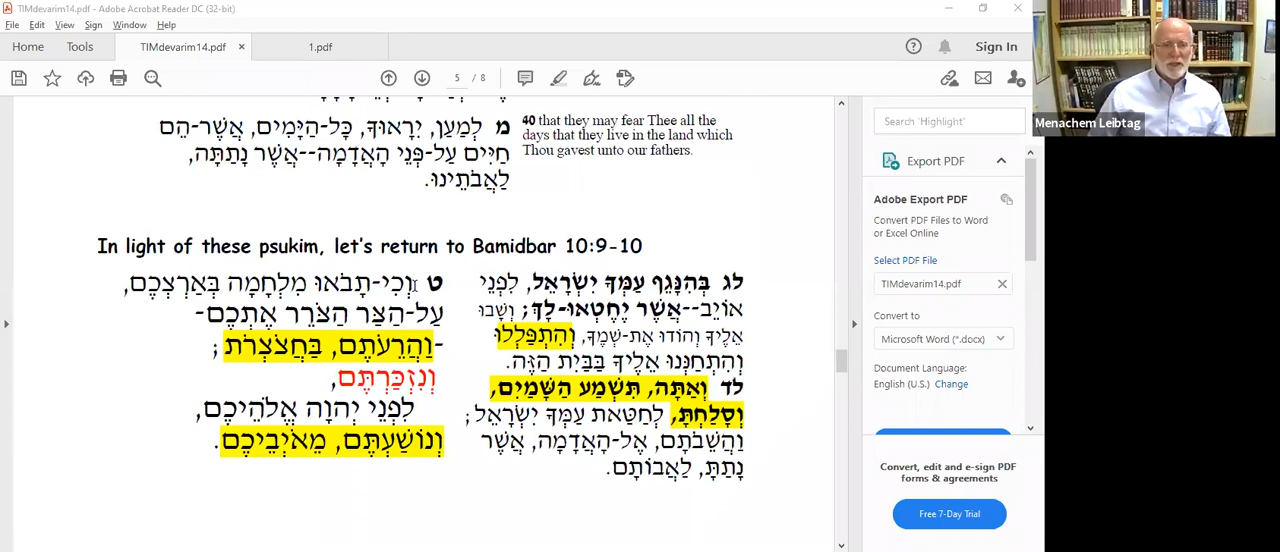 TIMdevarim14.pdf - Adobe Acrobat Reader DC (32-bit)
File Edit View Sign Window Help
Home Tools TIMdevarim14.pdf × 1.pdf Sign In
5 / 8
מ לְמַעַן, יִרָאוּךָ, כָּל-הַיָּמִים, אֲשֶׁר-הֵם
חַיִּים עַל-פְּנֵי הָאֲדָמָה--אֲשֶׁר נָתַתָּה,
לַאֲבֹתֵינוּ.
40 that they may fear Thee all the
days that they live in the land which
Thou gavest unto our fathers.
In light of these psukim, let's return to Bamidbar 10:9-10
לג בְּהִנָּגֵף עַמְּךָ יִשְׂרָאֵל, לִפְנֵי
אוֹיֵב--אֲשֶׁר יֶחֶטְאוּ-לָךְ; וְשָׁבוּ
אֵלֶיךָ וְהוֹדוּ אֶת-שְׁמֶךָ, וְהִתְפַּלְלוּ
וְהִתְחַנְּנוּ אֵלֶיךָ בַּבַּיִת הַזֶּה.
לד וְאַתָּה, תִּשְׁמַע הַשָּׁמַיִם,
וְסָלַחְתָּ, לְחַטַּאת עַמְּךָ יִשְׂרָאֵל;
וַהֲשֵׁבֹתָם, אֶל-הָאֲדָמָה, אֲשֶׁר
נָתַתָּ, לַאֲבוֹתָם.
ט וְכִי-תָבֹאוּ מִלְחָמָה בְּאַרְצְכֶם,
עַל-הַצַּר הַצֹּרֵר אֶתְכֶם-
-וַהֲרֵעֹתֶם, בַּחֲצֹצְרֹת;
וְנִזְכַּרְתֶּם,
לִפְנֵי יְהוָה אֱלֹהֵיכֶם,
וְנוֹשַׁעְתֶּם, מֵאֹיְבֵיכֶם.
Search 'Highlight'
Export PDF
Adobe Export PDF
Convert PDF Files to Word
or Excel Online
Select PDF File
TIMdevarim14.pdf ×
Convert to
Microsoft Word (*.docx)
Document Language:
English (U.S.) Change
Convert, edit and e-sign PDF
forms & agreements
Free 7-Day Trial
Menachem Leibtag